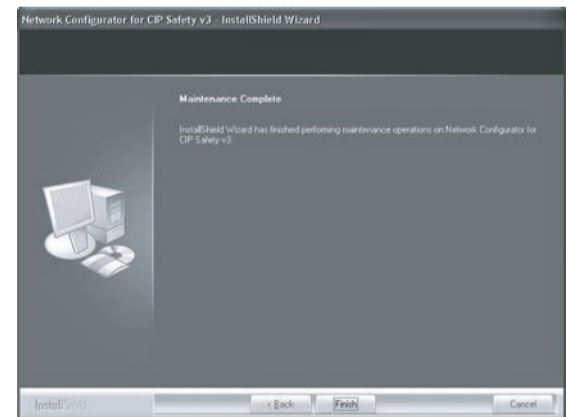 Network Configurator for CIP Safety v3 - InstallShield Wizard
Maintenance Complete
InstallShield Wizard has finished performing maintenance operations on Network Configurator for
CIP Safety v3.
InstallShield
< Back
Finish
Cancel